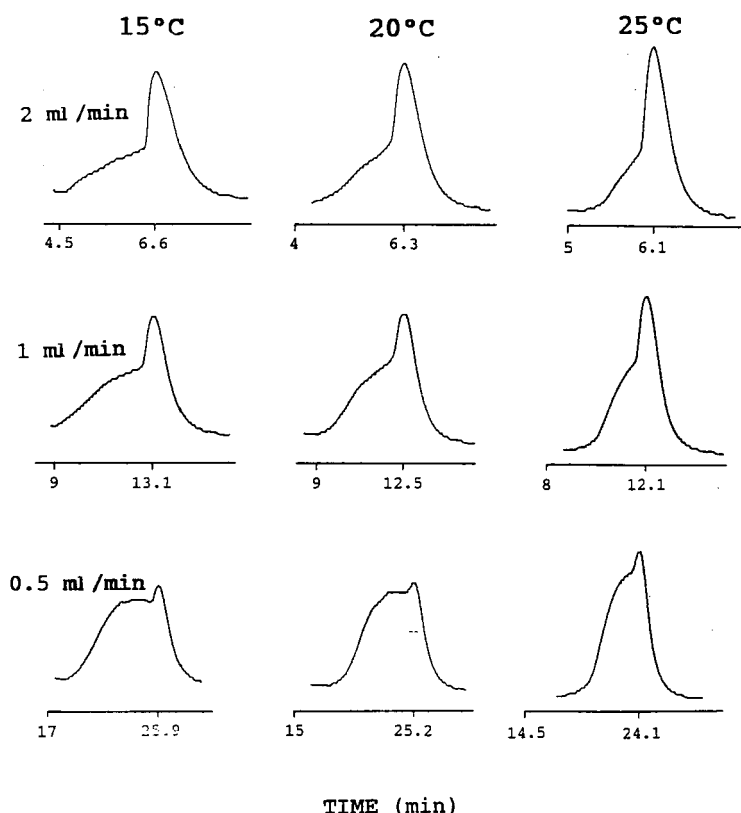 15°C 20°C 25°C
2 ml/min
4.5 6.6 4 6.3 5 6.1
1 ml/min
9 13.1 9 12.5 8 12.1
0.5 ml/min
17 15 25.2 14.5 24.1
TIME (min)